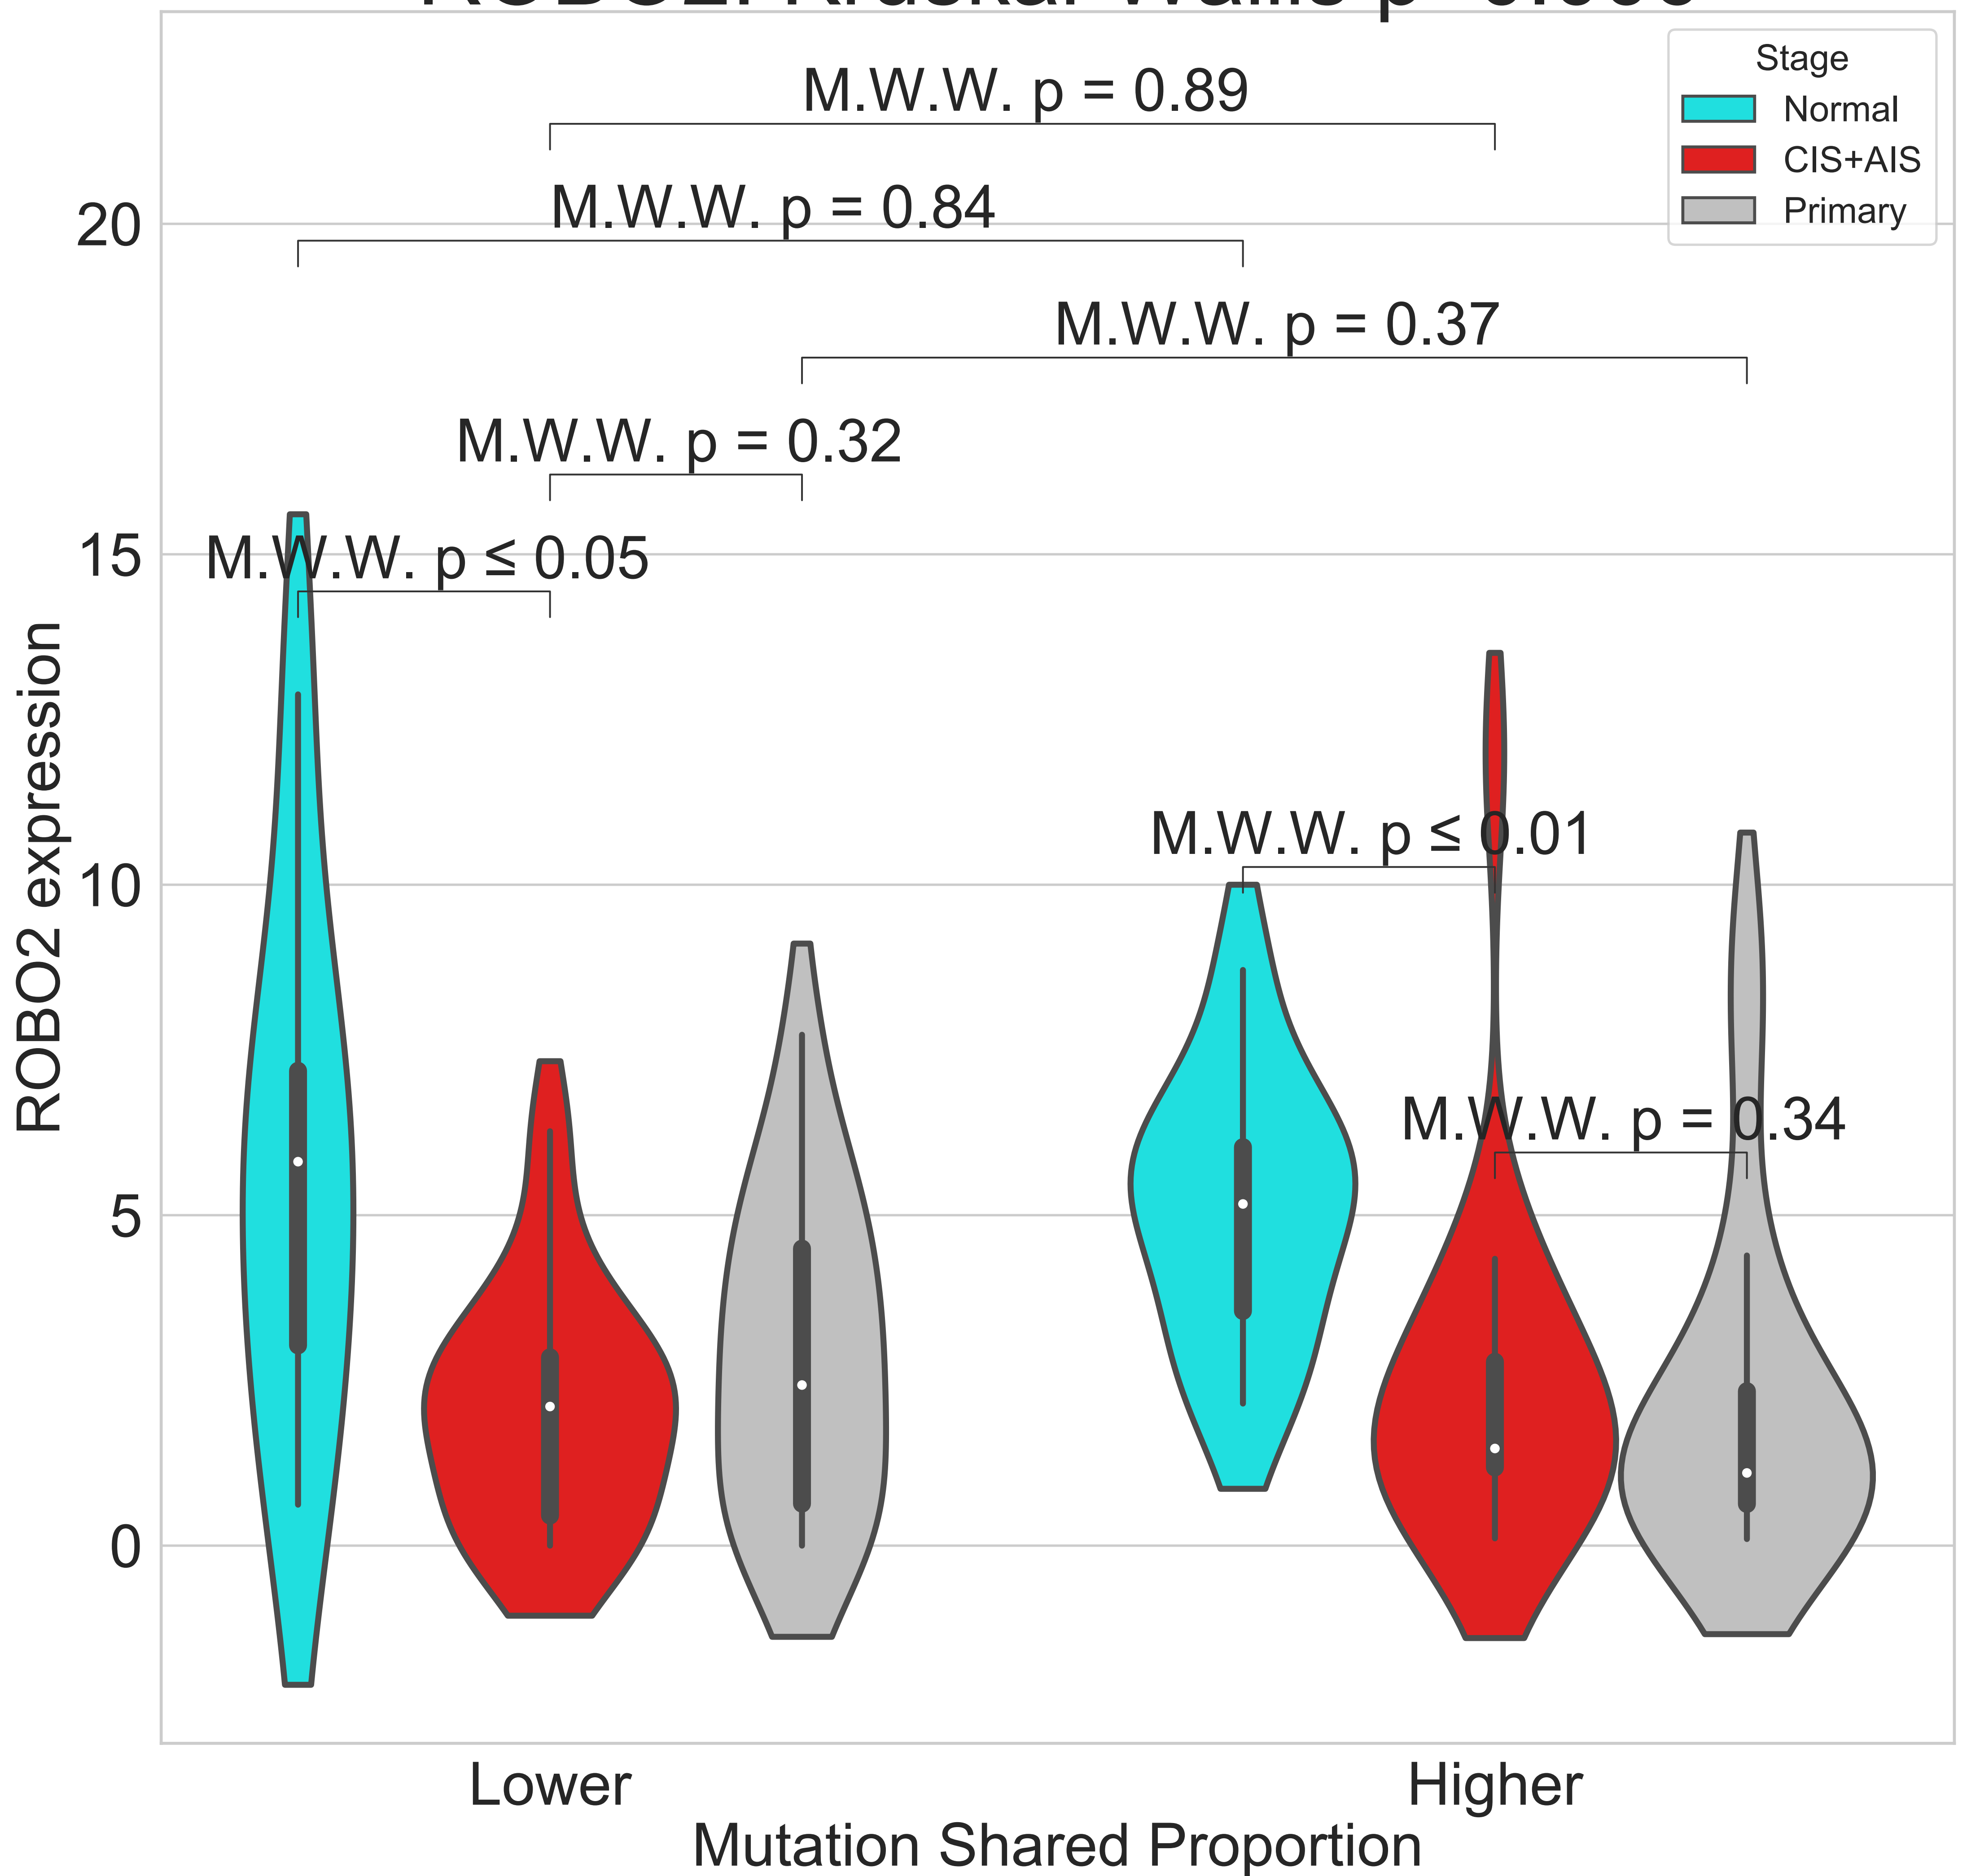 Stage
Normal
CIS+AIS
Primary
M.W.W. p = 0.89
M.W.W. p = 0.84
M.W.W. p = 0.37
M.W.W. p = 0.32
M.W.W. p ≤ 0.05
M.W.W. p ≤ 0.01
M.W.W. p = 0.34
20
15
10
5
0
ROBO2 expression
Lower
Higher
Mutation Shared Proportion